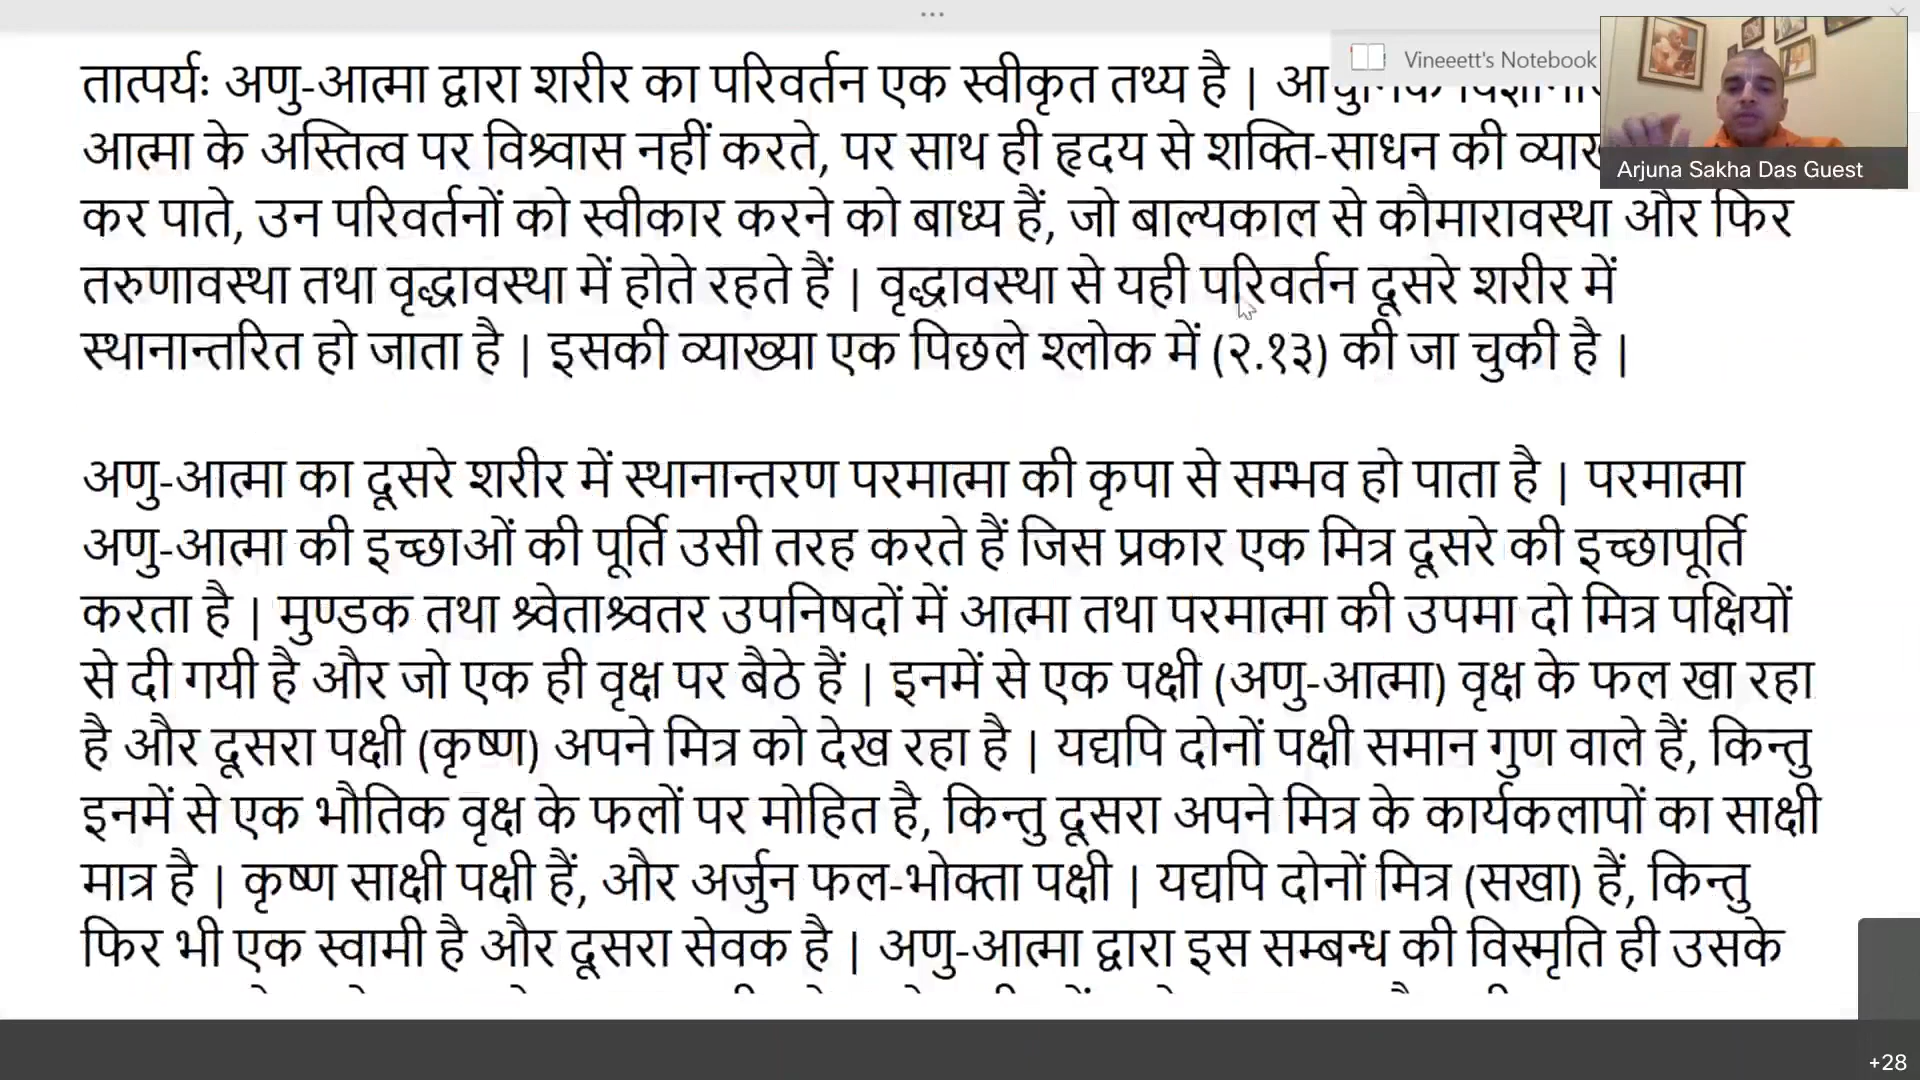 तात्पर्यः अणु-आत्मा द्वारा शरीर का परिवर्तन एक स्वीकृत तथ्य है |
Vineeett's Notebook
आत्मा के अस्तित्व पर विश्र्वास नहीं करते, पर साथ ही हृदय से शक्ति-साधन की
Arjuna Sakha Das Guest
कर पाते, उन परिवर्तनों को स्वीकार करने को बाध्य हैं, जो बाल्यकाल से कौमारावस्था और फिर
तरुणावस्था तथा वृद्धावस्था में होते रहते हैं | वृद्धावस्था से यही परिवर्तन दूसरे शरीर में
स्थानान्तरित हो जाता है | इसकी व्याख्या एक पिछले श्लोक में (२.१३) की जा चुकी है |
अणु-आत्मा का दूसरे शरीर में स्थानान्तरण परमात्मा की कृपा से सम्भव हो पाता है | परमात्मा
अणु-आत्मा की इच्छाओं की पूर्ति उसी तरह करते हैं जिस प्रकार एक मित्र दूसरे की इच्छापूर्ति
करता है | मुण्डक तथा श्र्वेताश्र्वतर उपनिषदों में आत्मा तथा परमात्मा की उपमा दो मित्र पक्षियों
से दी गयी है और जो एक ही वृक्ष पर बैठे हैं | इनमें से एक पक्षी (अणु-आत्मा) वृक्ष के फल खा रहा
है और दूसरा पक्षी (कृष्ण) अपने मित्र को देख रहा है | यद्यपि दोनों पक्षी समान गुण वाले हैं, किन्तु
इनमें से एक भौतिक वृक्ष के फलों पर मोहित है, किन्तु दूसरा अपने मित्र के कार्यकलापों का साक्षी
मात्र है | कृष्ण साक्षी पक्षी हैं, और अर्जुन फल-भोक्ता पक्षी | यद्यपि दोनों मित्र (सखा) हैं, किन्तु
फिर भी एक स्वामी है और दूसरा सेवक है | अणु-आत्मा द्वारा इस सम्बन्ध की विस्मृति ही उसके
+28